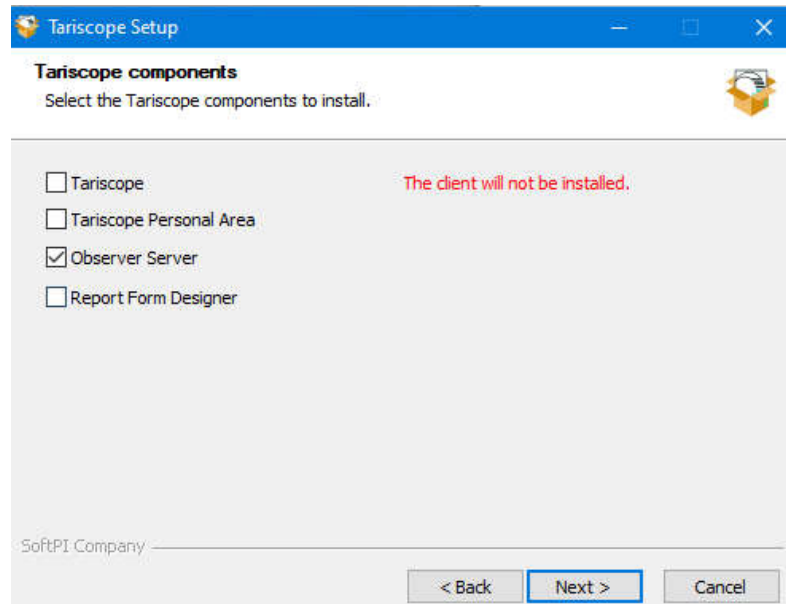 Tariscope Setup
Tariscope components
Select the Tariscope components to install.
Tariscope
The client will not be installed.
Tariscope Personal Area
Observer Server
Report Form Designer
SoftPI Company
< Back
Next >
Cancel